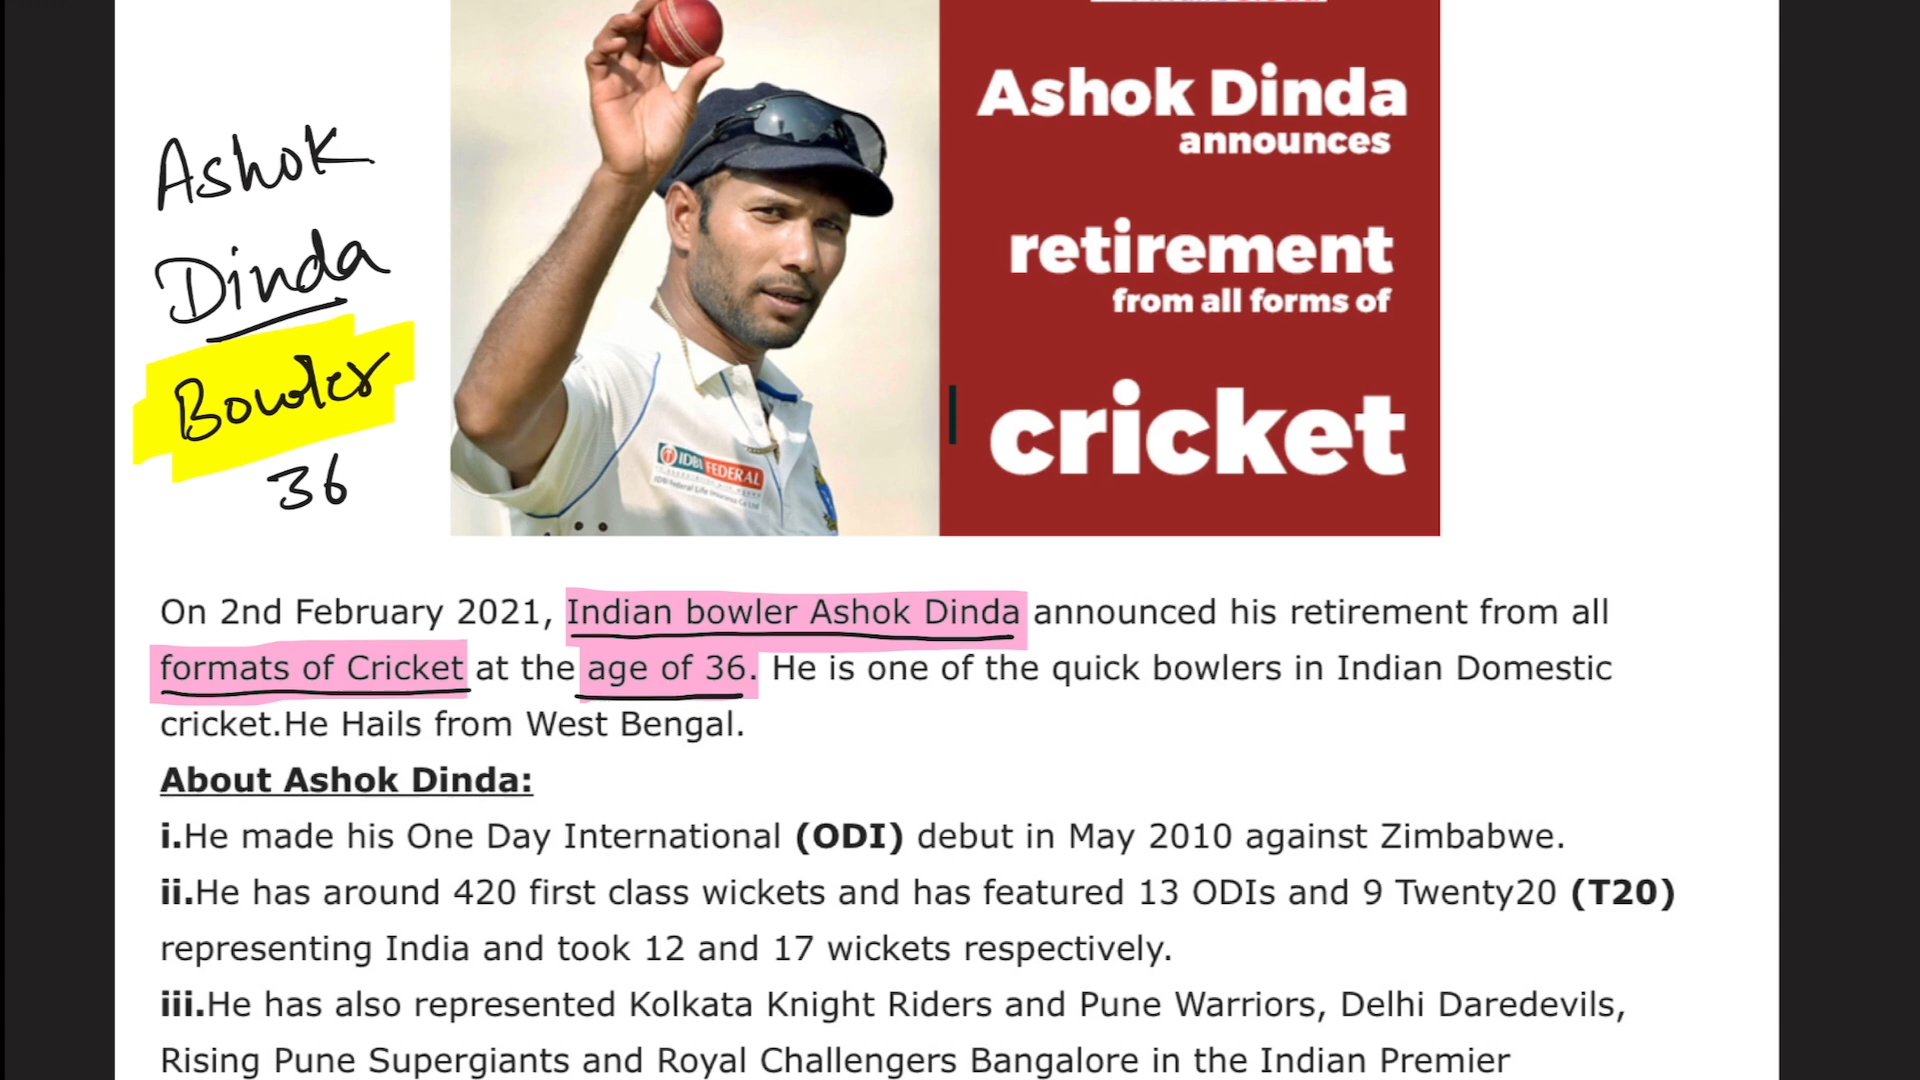 Ashok
Dinda
Bowler
36
Ashok Dinda
announces
retirement
from all forms of
cricket
IDBI FEDERAL
IDBI Federal Life Insurance Co Ltd
On 2nd February 2021, Indian bowler Ashok Dinda announced his retirement from all
formats of Cricket at the age of 36. He is one of the quick bowlers in Indian Domestic
cricket.He Hails from West Bengal.
About Ashok Dinda:
i.He made his One Day International (ODI) debut in May 2010 against Zimbabwe.
ii.He has around 420 first class wickets and has featured 13 ODIs and 9 Twenty20 (T20)
representing India and took 12 and 17 wickets respectively.
iii.He has also represented Kolkata Knight Riders and Pune Warriors, Delhi Daredevils,
Rising Pune Supergiants and Royal Challengers Bangalore in the Indian Premier